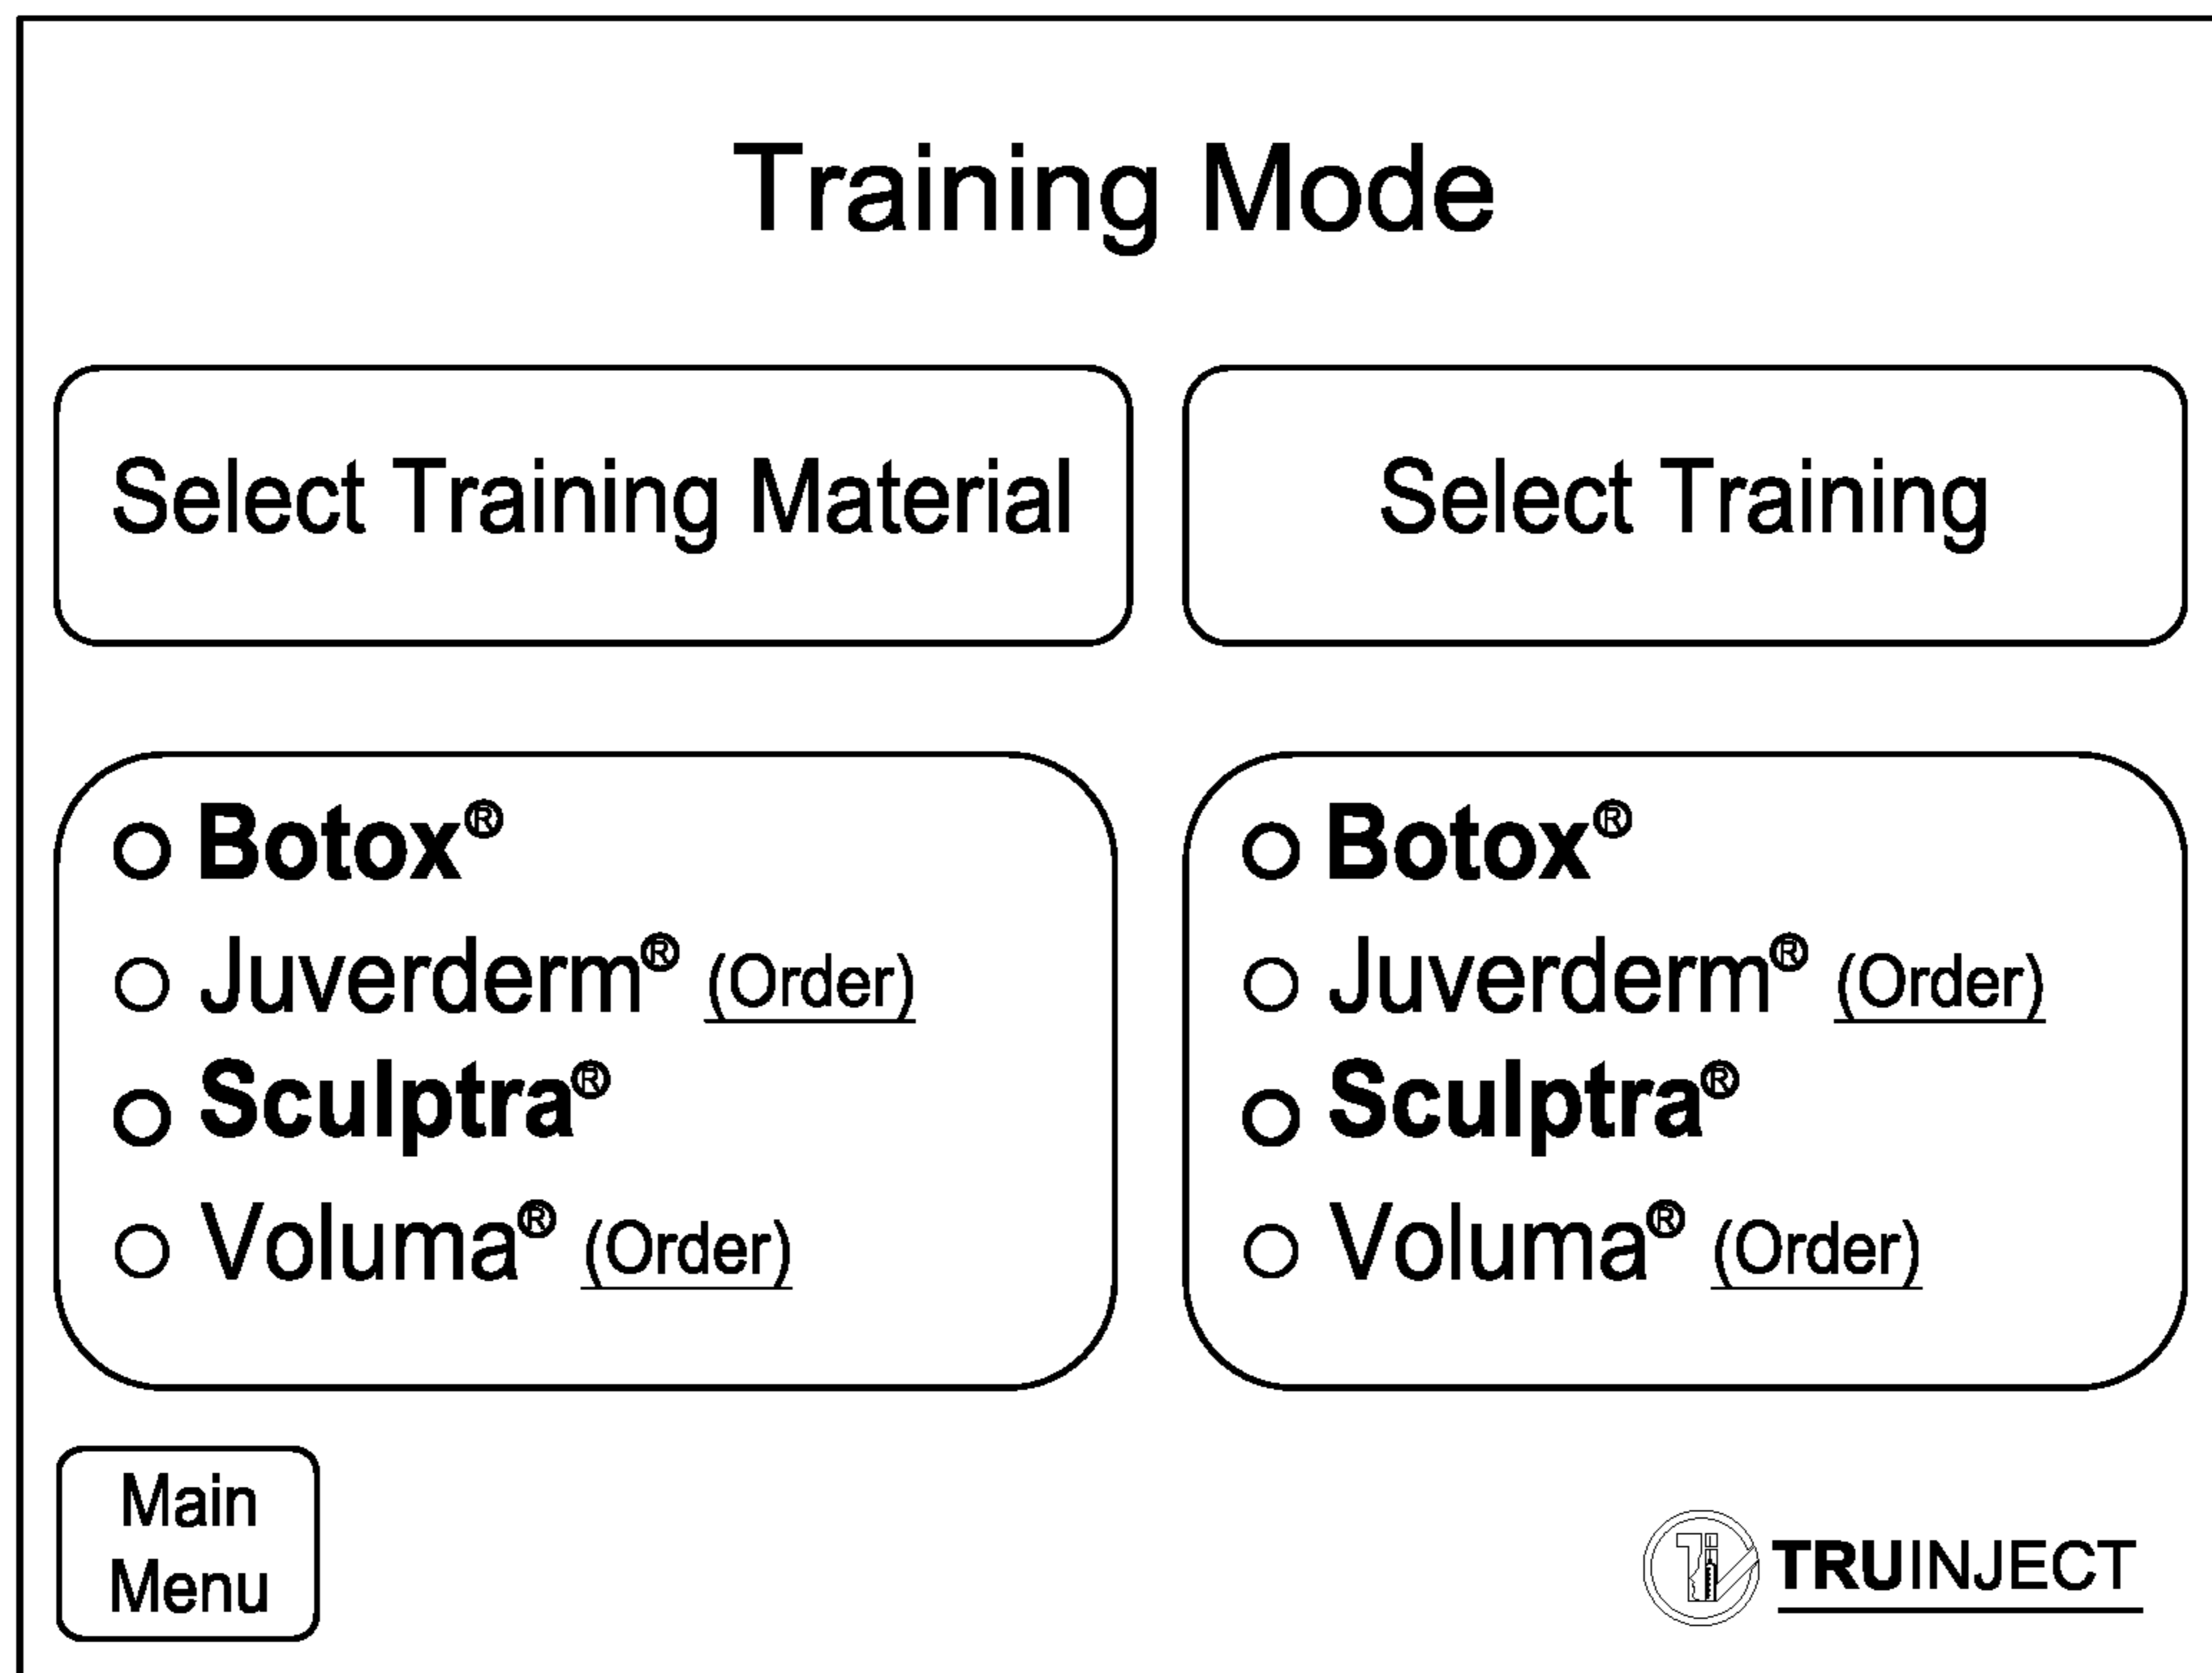 Training Mode
Select Training Material
Select Training
Botox®
Juverderm® (Order)
Sculptra®
Voluma® (Order)
Botox®
Juverderm® (Order)
Sculptra®
Voluma® (Order)
Main
Menu
Ti TRUINJECT